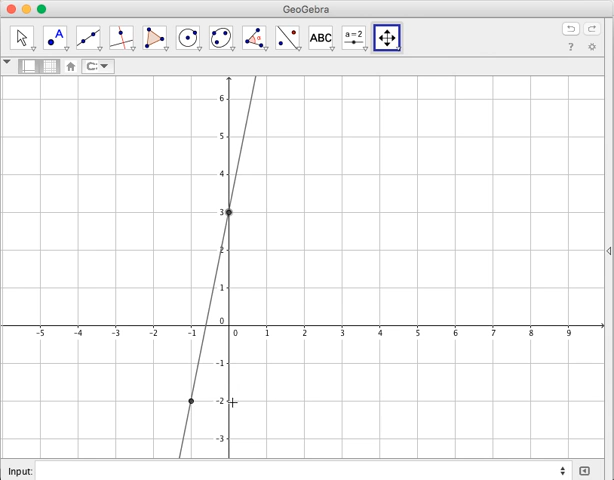 GeoGebra
A
α
ABC
a = 2
?
6
5
4
3
2
1
0
-5 -4 -3 -2 -1 0 1 2 3 4 5 6 7 8 9
-1
-2
-3
Input: